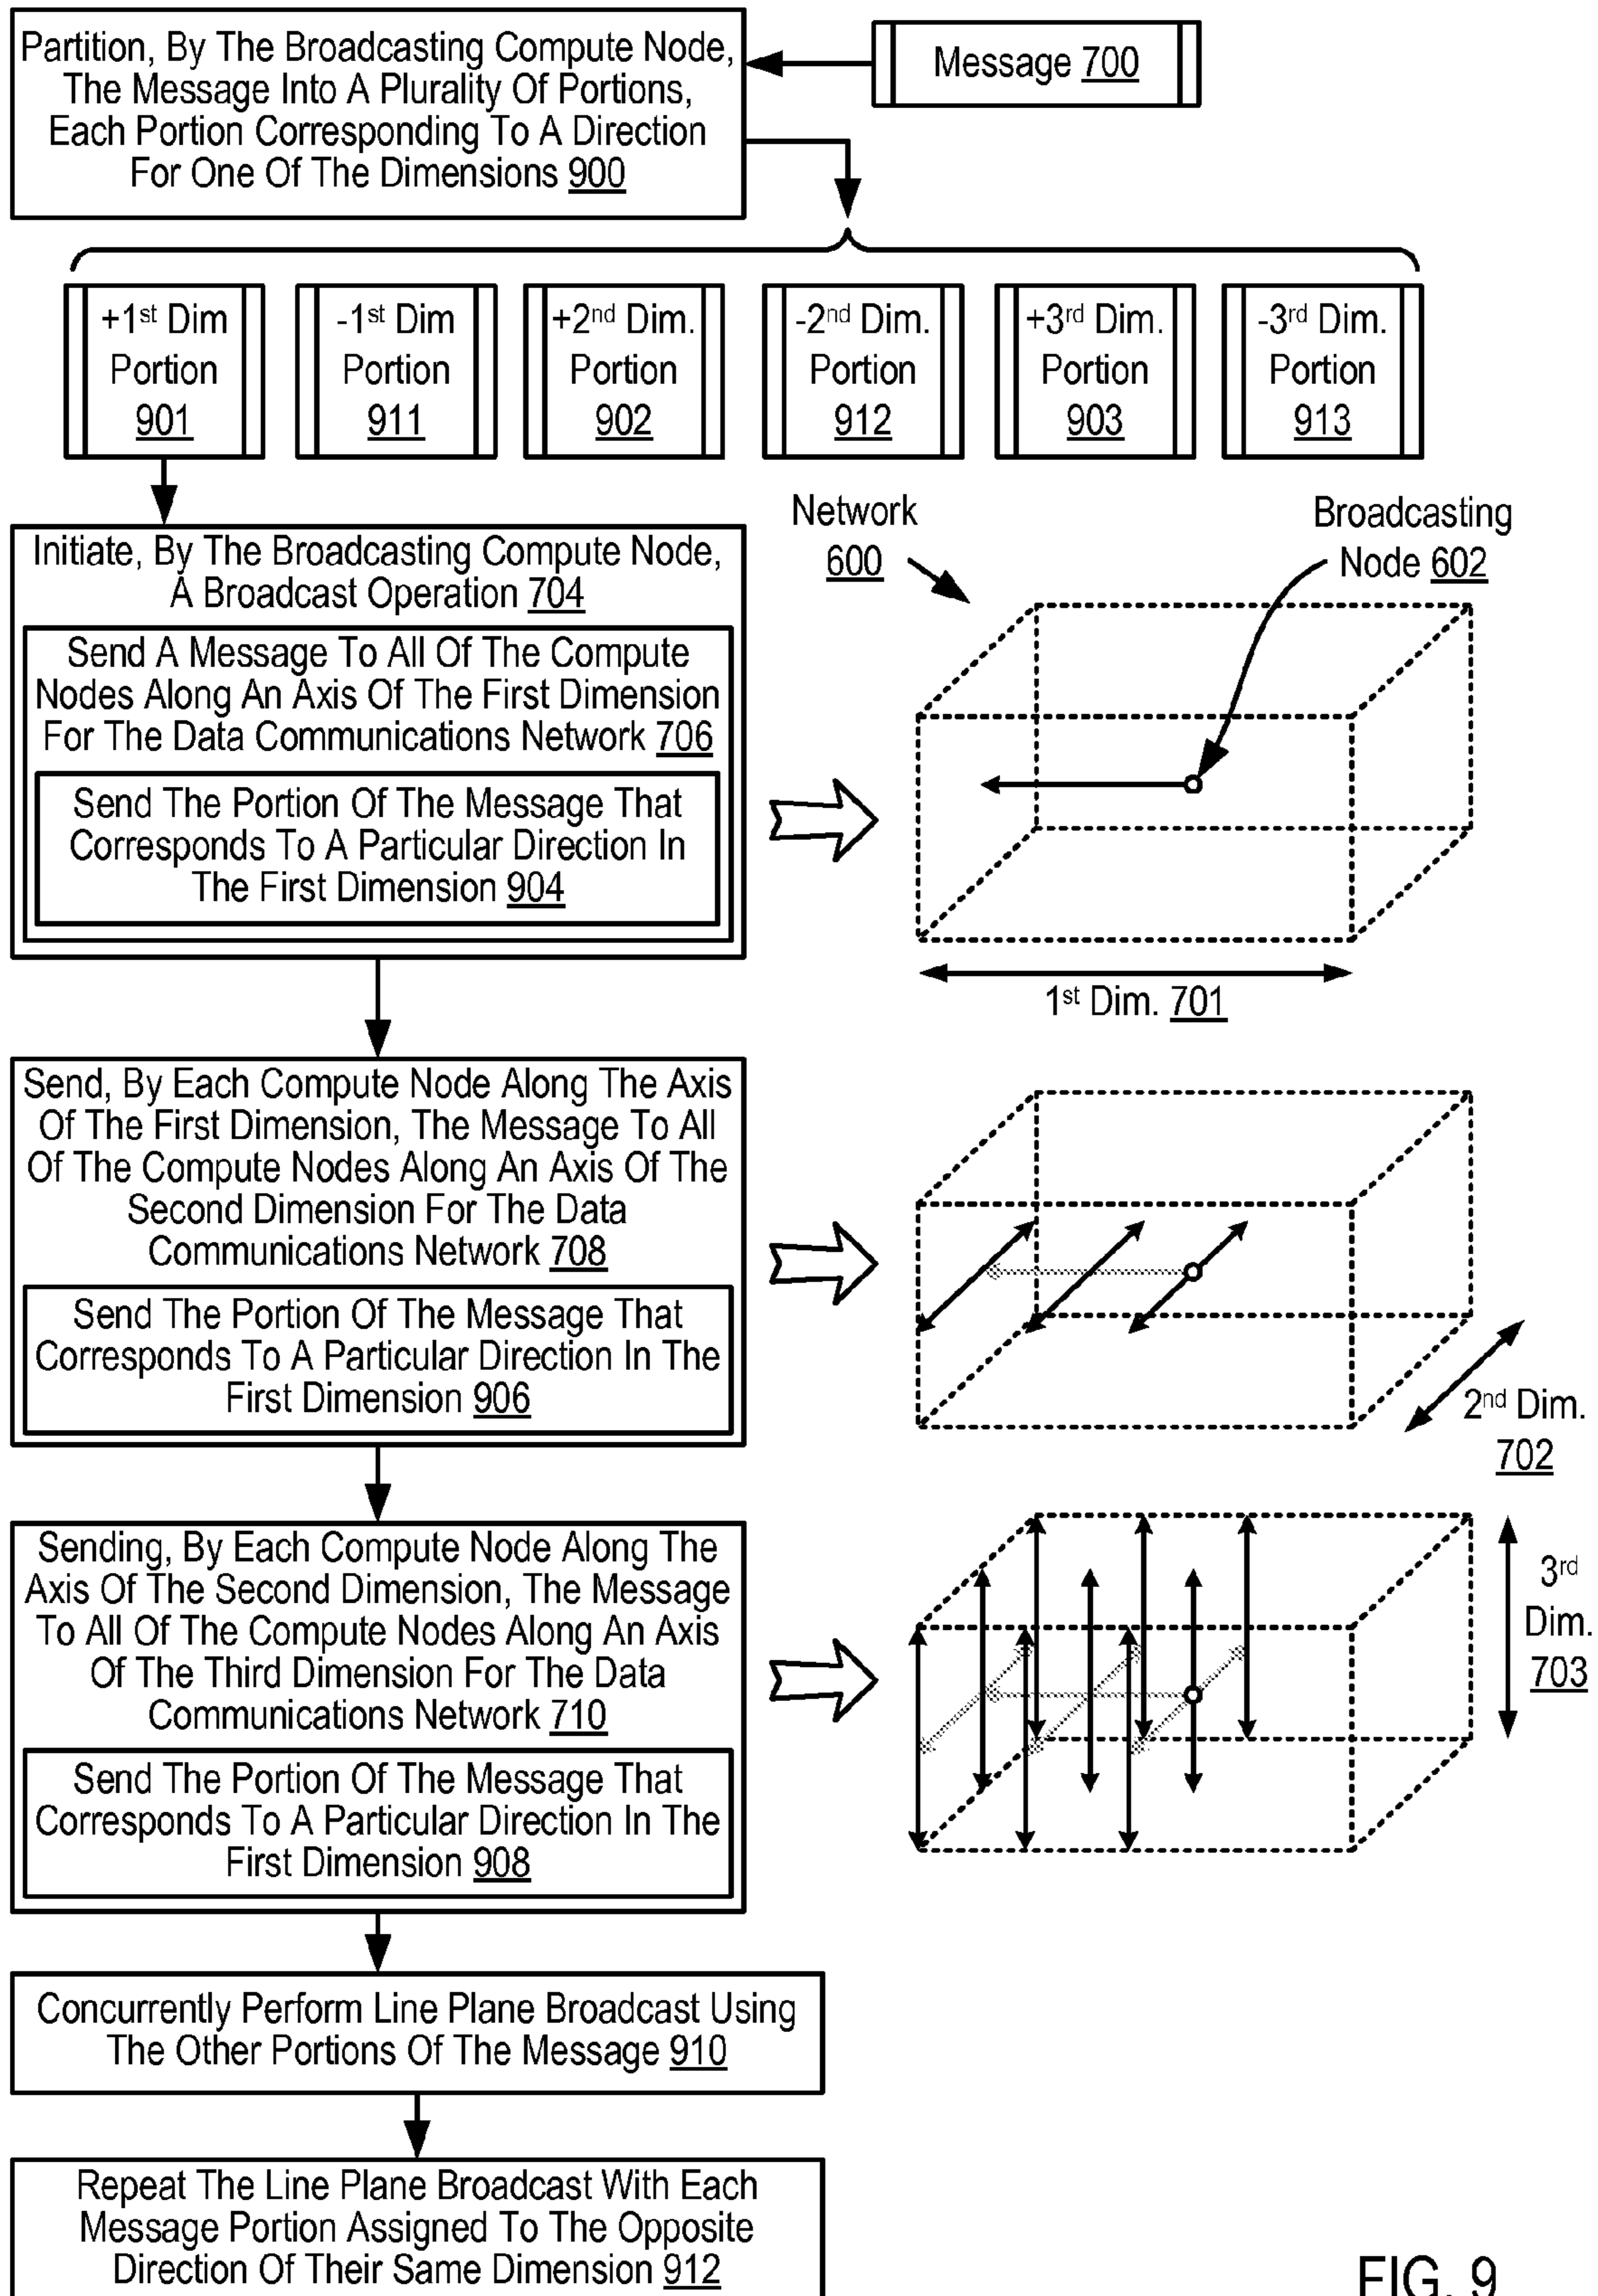 Partition, By The Broadcasting Compute Node,
The Message Into A Plurality Of Portions,
Each Portion Corresponding To A Direction
For One Of The Dimensions 900
Message 700
+1st Dim
Portion
901
-1st Dim
Portion
911
+2nd Dim.
Portion
902
-2nd Dim.
Portion
912
+3rd Dim.
Portion
903
-3rd Dim.
Portion
913
Initiate, By The Broadcasting Compute Node,
A Broadcast Operation 704
Send A Message To All Of The Compute
Nodes Along An Axis Of The First Dimension
For The Data Communications Network 706
Send The Portion Of The Message That
Corresponds To A Particular Direction In
The First Dimension 904
Network
600
Broadcasting
Node 602
1st Dim. 701
Send, By Each Compute Node Along The Axis
Of The First Dimension, The Message To All
Of The Compute Nodes Along An Axis Of The
Second Dimension For The Data
Communications Network 708
Send The Portion Of The Message That
Corresponds To A Particular Direction In The
First Dimension 906
2nd Dim.
702
Sending, By Each Compute Node Along The
Axis Of The Second Dimension, The Message
To All Of The Compute Nodes Along An Axis
Of The Third Dimension For The Data
Communications Network 710
Send The Portion Of The Message That
Corresponds To A Particular Direction In The
First Dimension 908
3rd
Dim.
703
Concurrently Perform Line Plane Broadcast Using
The Other Portions Of The Message 910
Repeat The Line Plane Broadcast With Each
Message Portion Assigned To The Opposite
Direction Of Their Same Dimension 912
FIG. 9